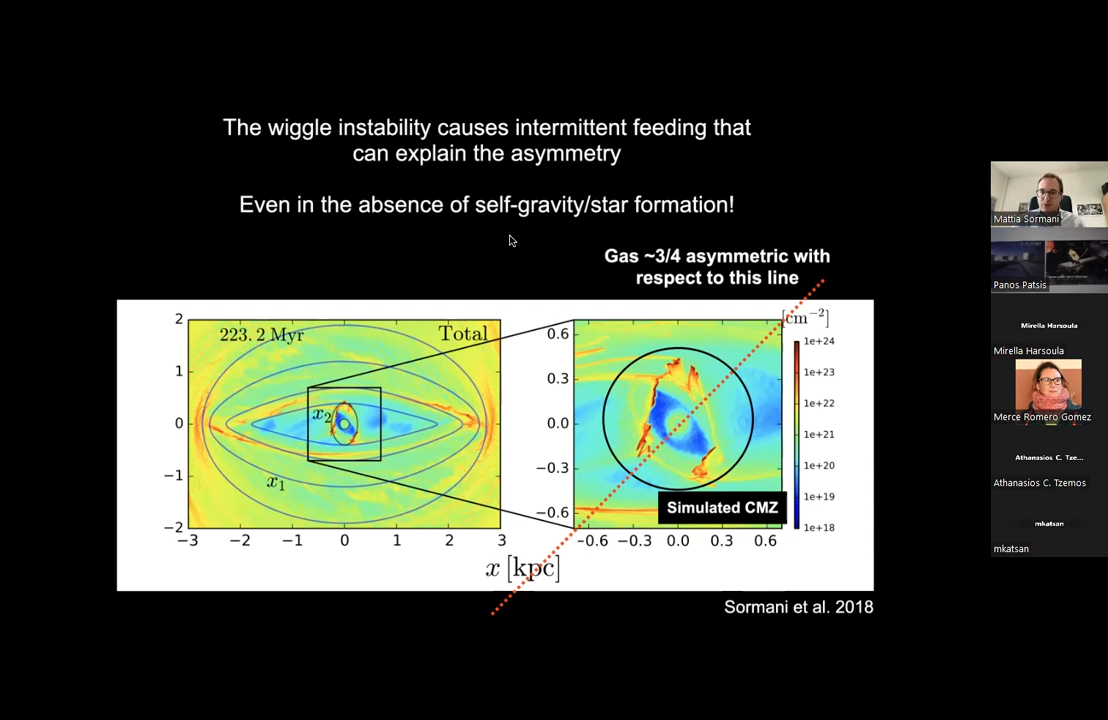 The wiggle instability causes intermittent feeding that
can explain the asymmetry
Even in the absence of self-gravity/star formation!
Gas ~3/4 asymmetric with
respect to this line
223.2 Myr
Total
x₂
x₁
2
1
0
−1
−2
−3
−2
−1
0
1
2
3
x [kpc]
0.6
0.3
0.0
−0.3
−0.6
−0.6
−0.3
0.0
0.3
0.6
Simulated CMZ
[cm⁻²]
1e+24
1e+23
1e+22
1e+21
1e+20
1e+19
1e+18
Sormani et al. 2018
Mattia Sormani
Panos Patsis
Mirella Harsoula
Mirella Harsoula
Merce Romero Gomez
Athanasios C. Tze...
Athanasios C. Tzemos
mkatsan
mkatsan